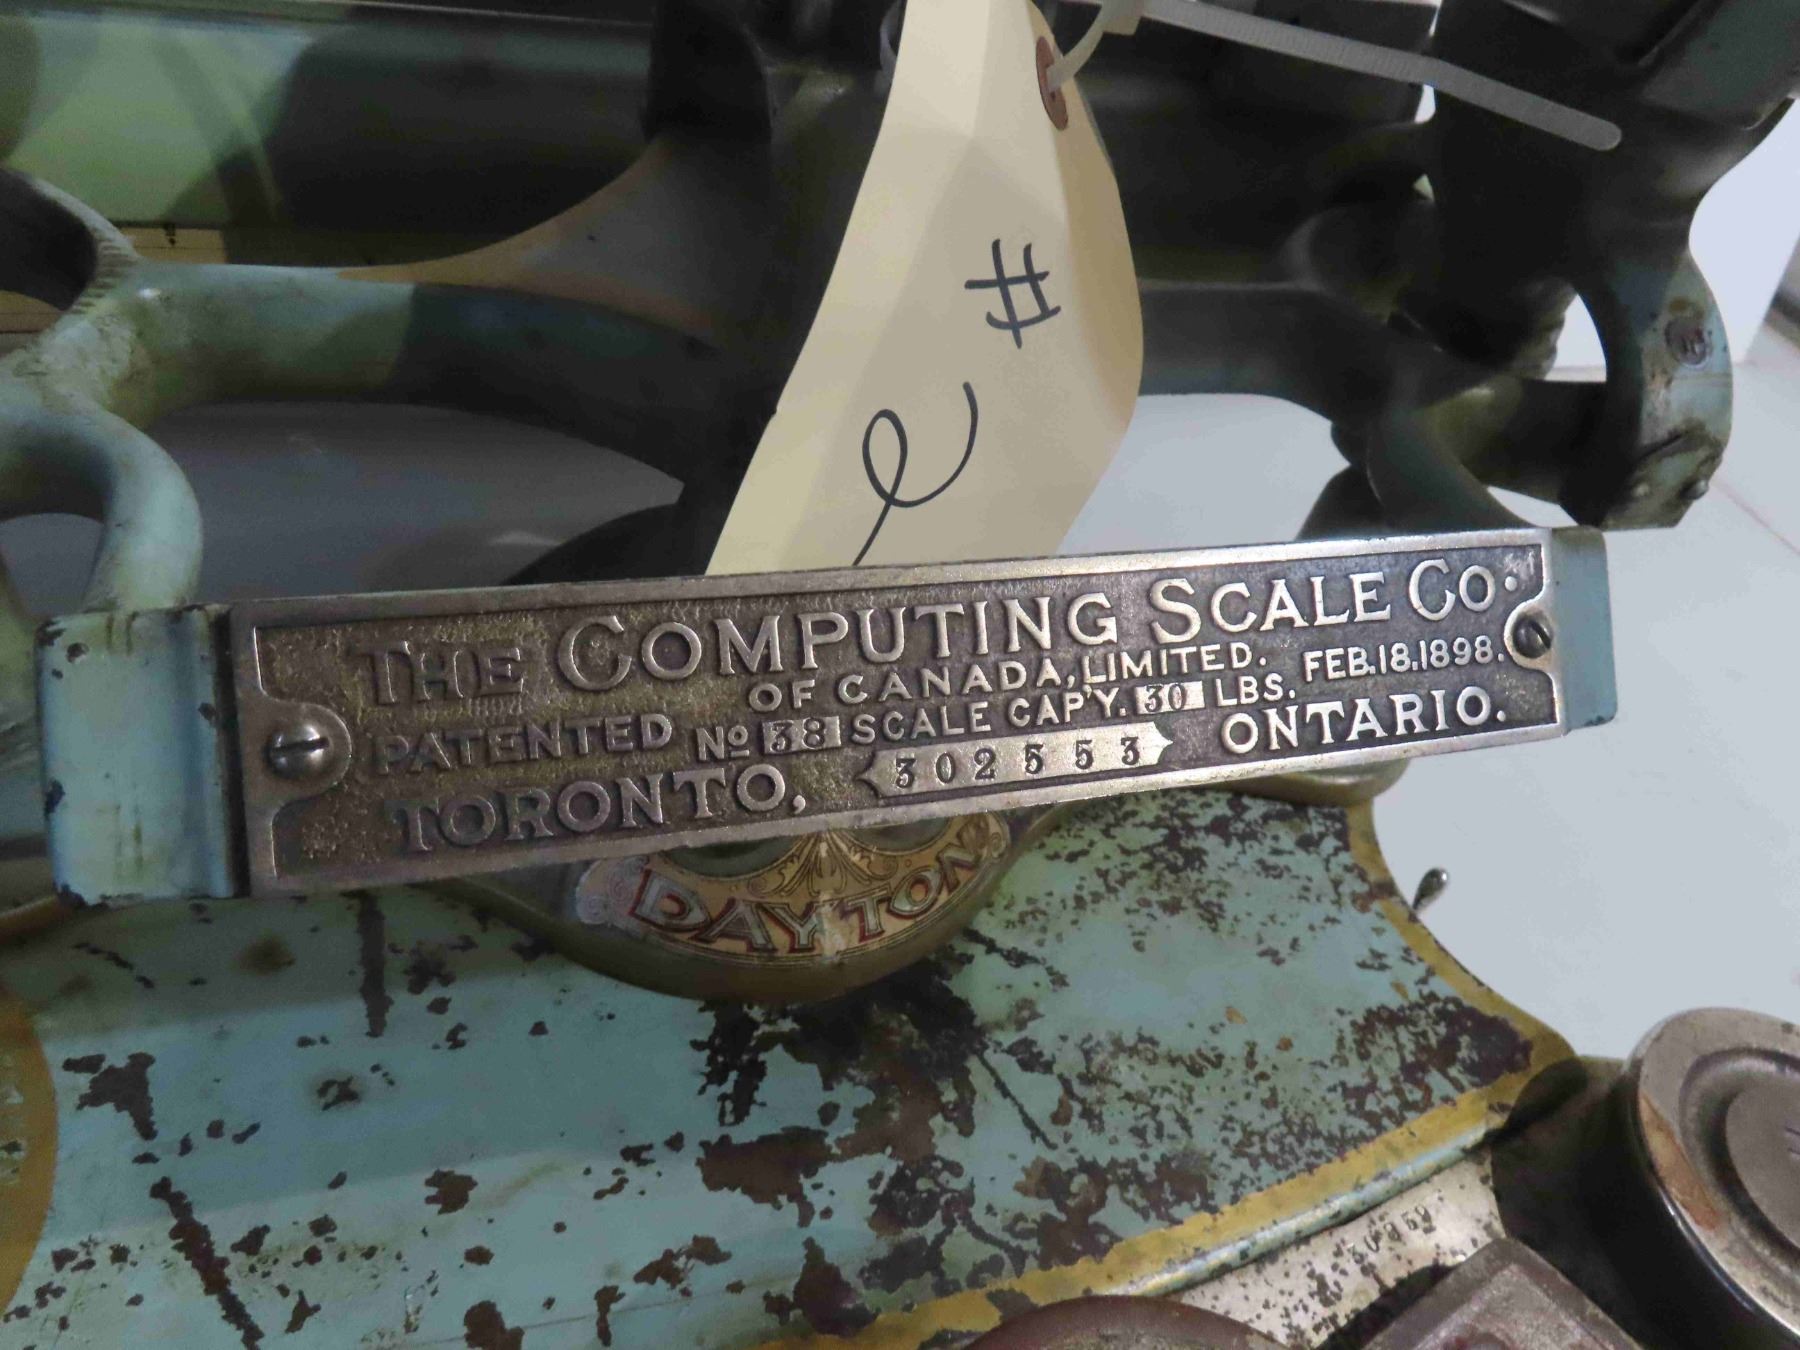 #
THE COMPUTING SCALE CO.
OF CANADA, LIMITED.
PATENTED No 38 SCALE CAP'Y. 30 LBS. FEB.18.1898.
TORONTO, 302553 ONTARIO.
DAYTON